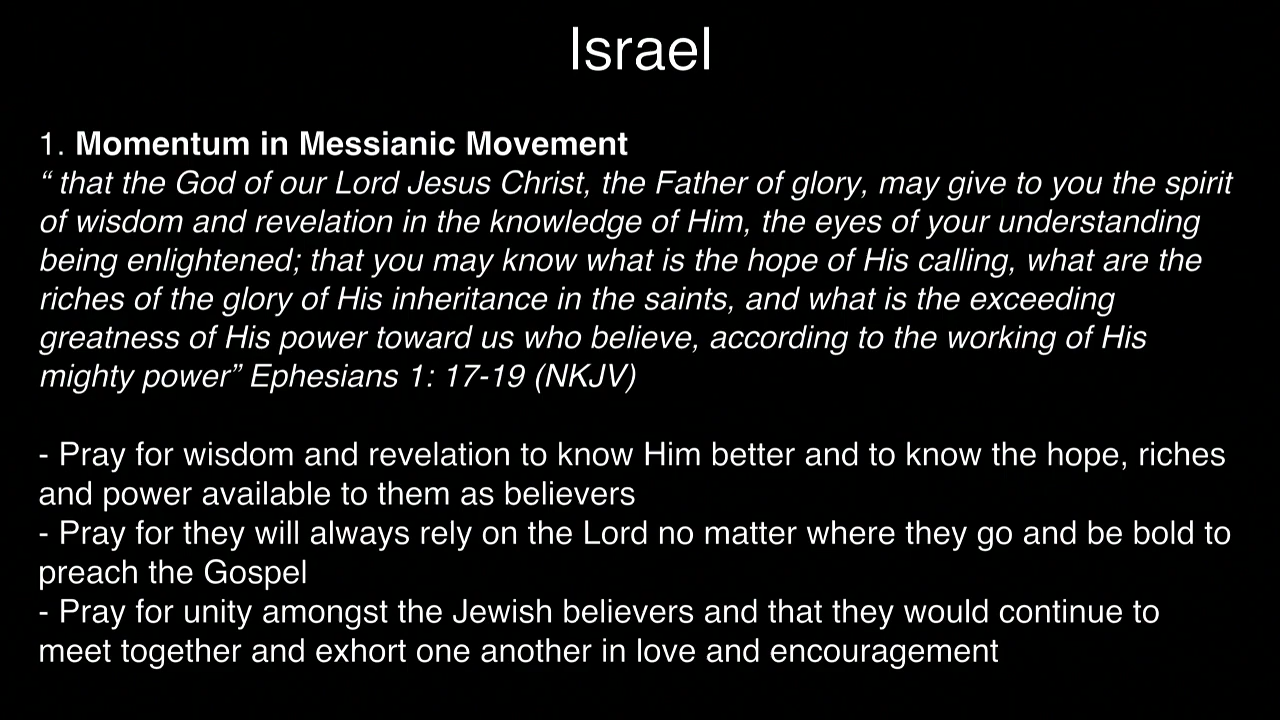 Israel
1. Momentum in Messianic Movement
“ that the God of our Lord Jesus Christ, the Father of glory, may give to you the spirit
of wisdom and revelation in the knowledge of Him, the eyes of your understanding
being enlightened; that you may know what is the hope of His calling, what are the
riches of the glory of His inheritance in the saints, and what is the exceeding
greatness of His power toward us who believe, according to the working of His
mighty power” Ephesians 1: 17-19 (NKJV)
- Pray for wisdom and revelation to know Him better and to know the hope, riches
and power available to them as believers
- Pray for they will always rely on the Lord no matter where they go and be bold to
preach the Gospel
- Pray for unity amongst the Jewish believers and that they would continue to
meet together and exhort one another in love and encouragement